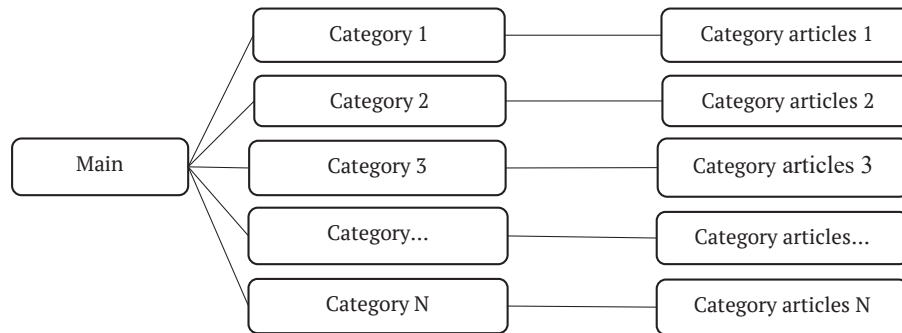 Category 1
Category articles 1
Category 2
Category articles 2
Main
Category 3
Category articles 3
Category...
Category articles...
Category N
Category articles N